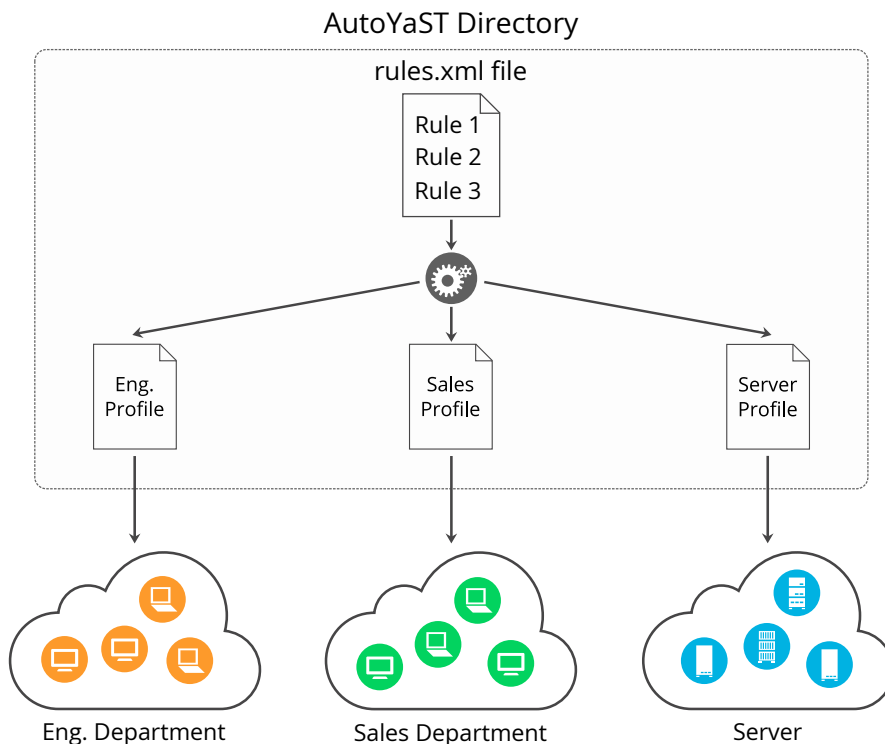 AutoYaST Directory
rules.xml file
Rule 1
Rule 2
Rule 3
Eng.
Profile
Sales
Profile
Server
Profile
Eng. Department
Sales Department
Server